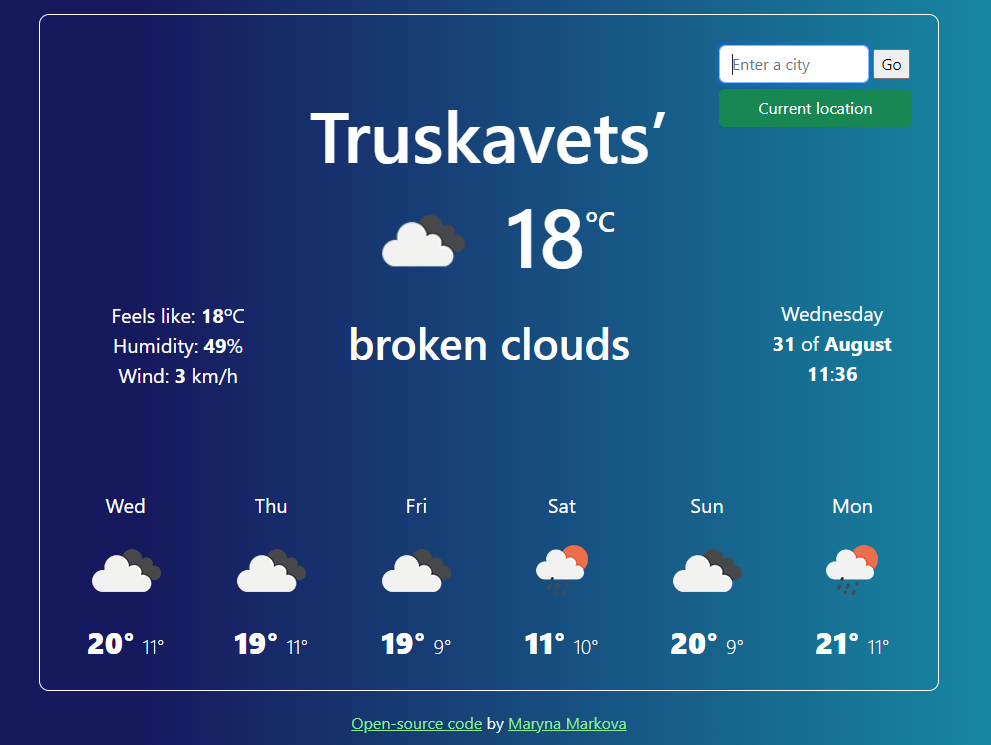 Enter a city Go
Current location
Truskavets’
18°C
Feels like: 18°C
Humidity: 49%
Wind: 3 km/h
broken clouds
Wednesday
31 of August
11:36
Wed Thu Fri Sat Sun Mon
20° 11° 19° 11° 19° 9° 11° 10° 20° 9° 21° 11°
Open-source code by Maryna Markova